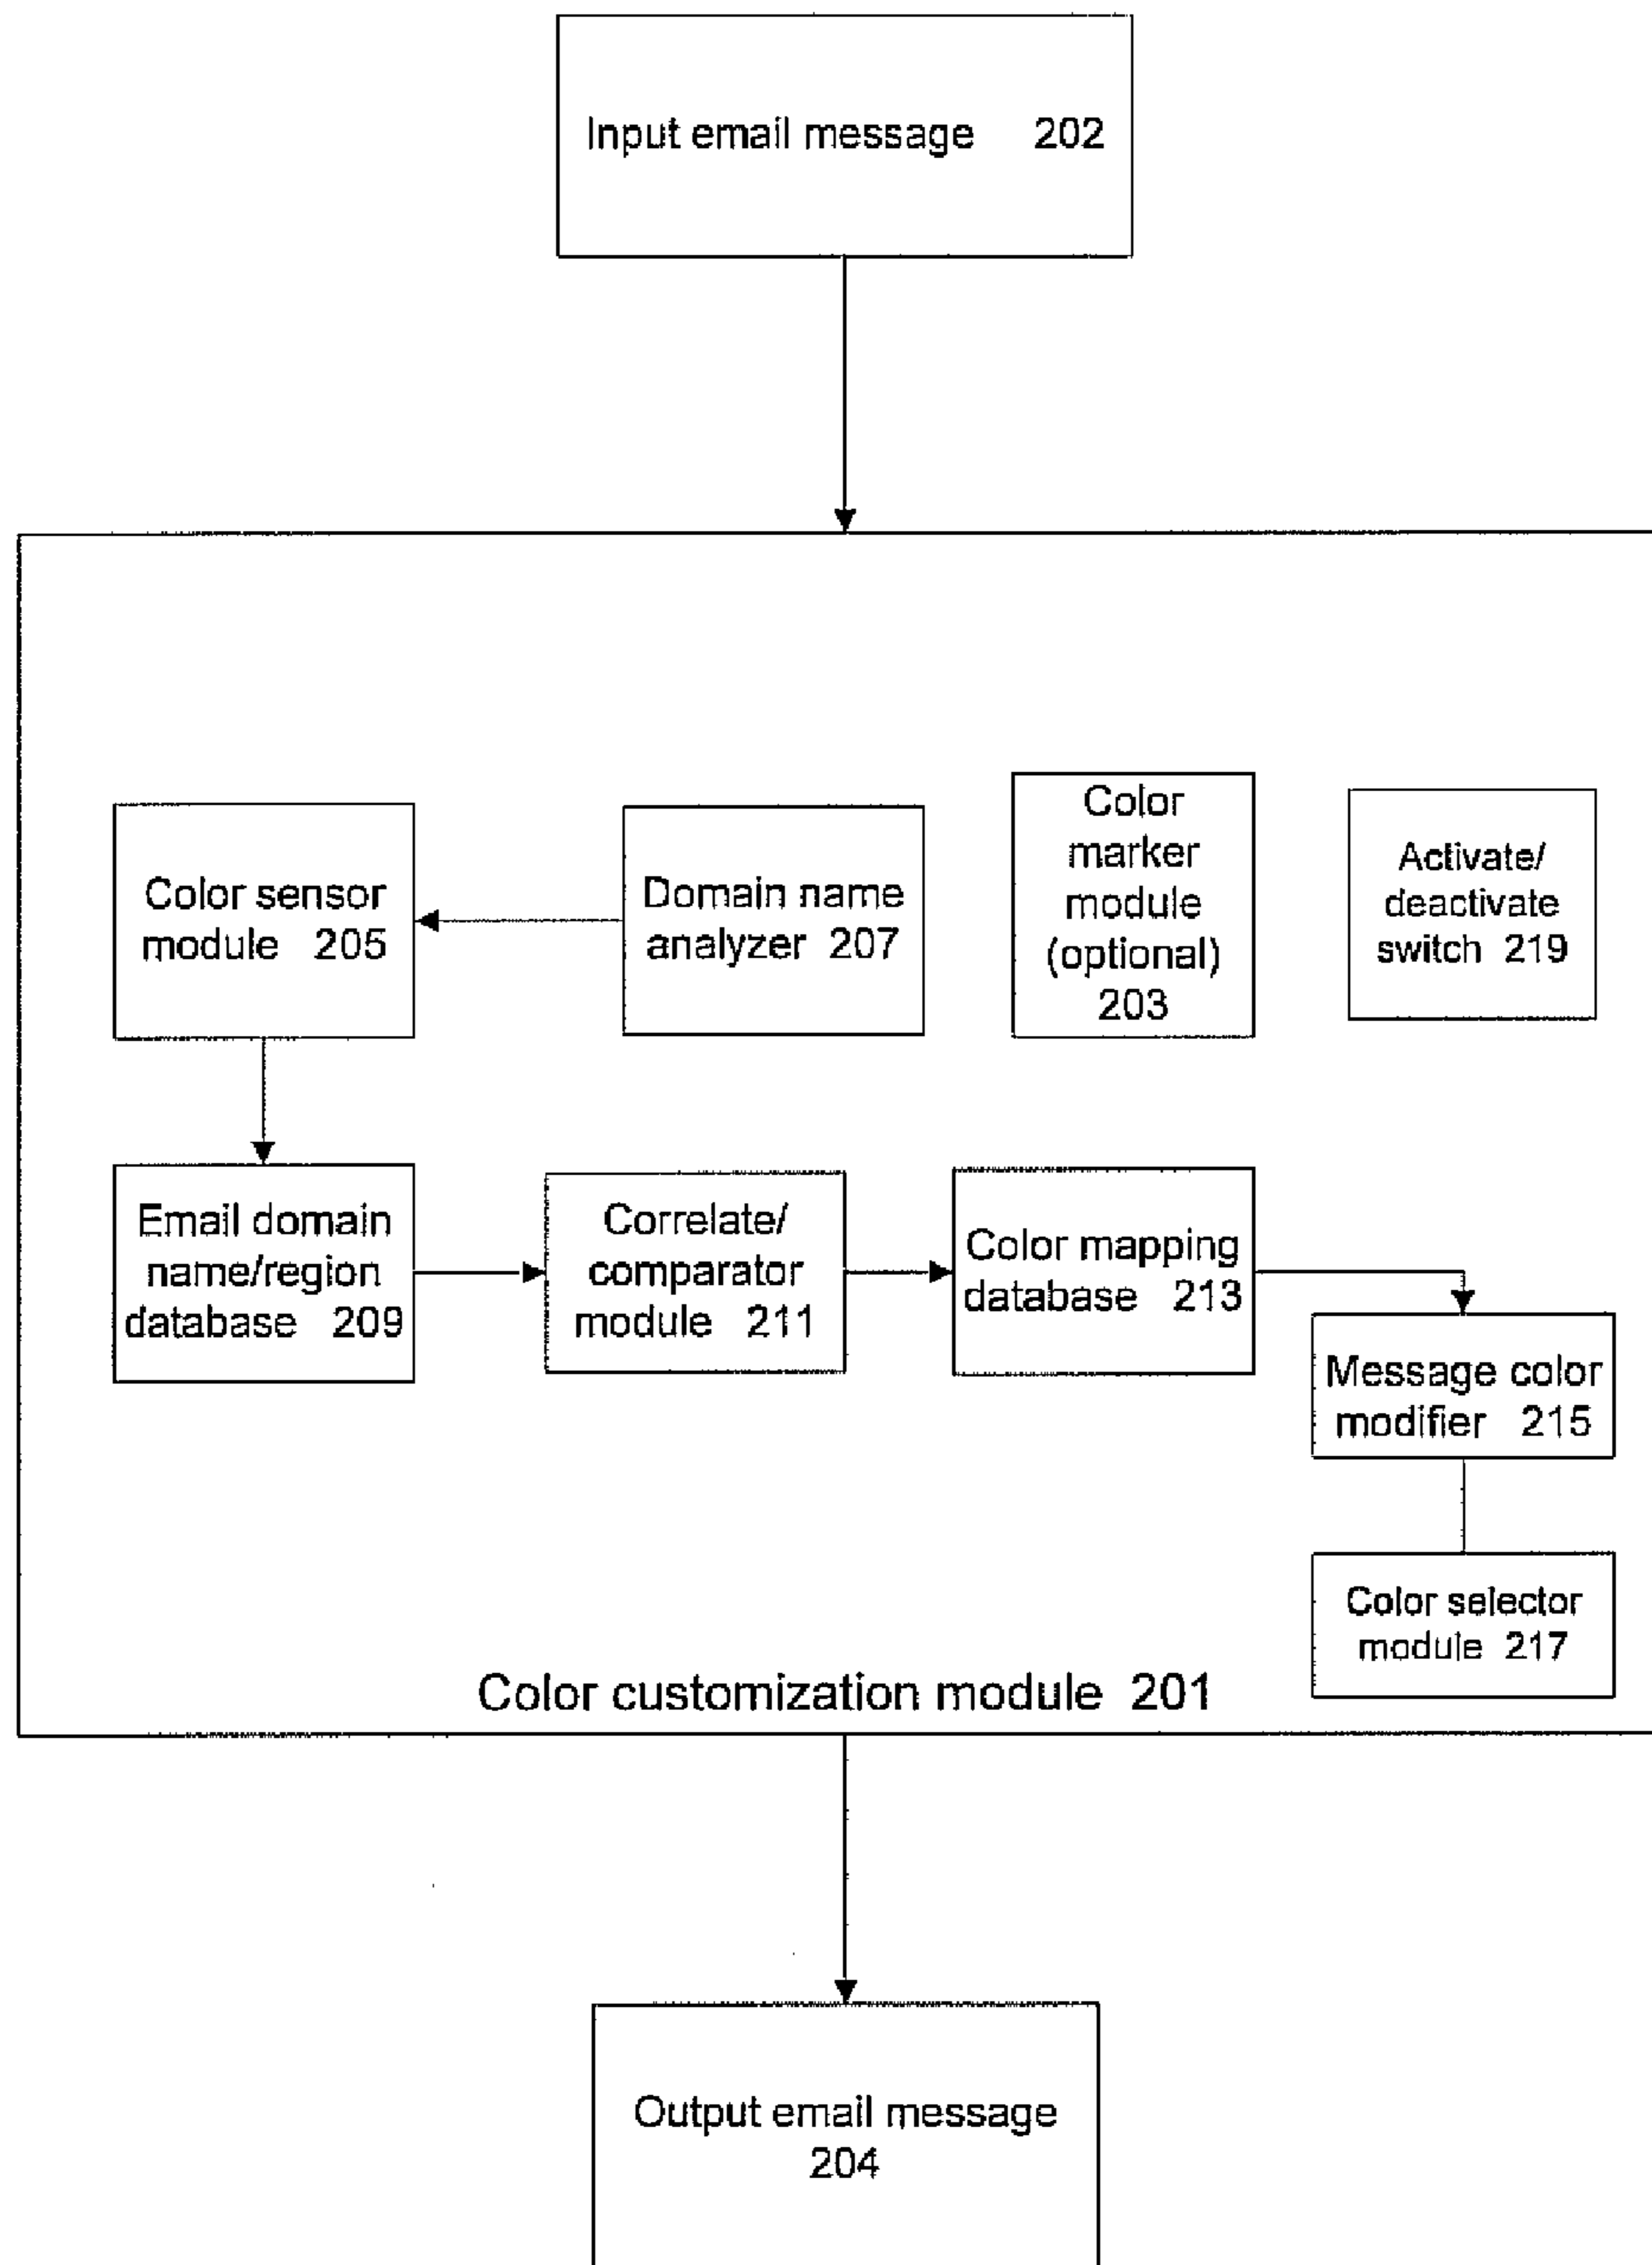 Input email message 202
Color sensor
module 205
Domain name
analyzer 207
Color
marker
module
(optional)
203
Activate/
deactivate
switch 219
Email domain
name/region
database 209
Correlate/
comparator
module 211
Color mapping
database 213
Message color
modifier 215
Color selector
module 217
Color customization module 201
Output email message
204